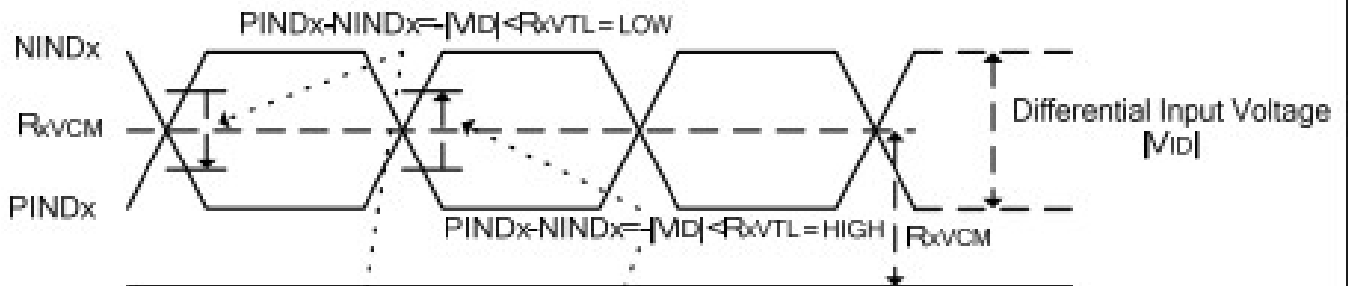 PINDx-NINDx=-|VID|<RxVTL=LOW
NINDx
RxVCM
Differential Input Voltage
|VID|
PINDx
PINDx-NINDx=-|VID|<RxVTL=HIGH
RxVCM